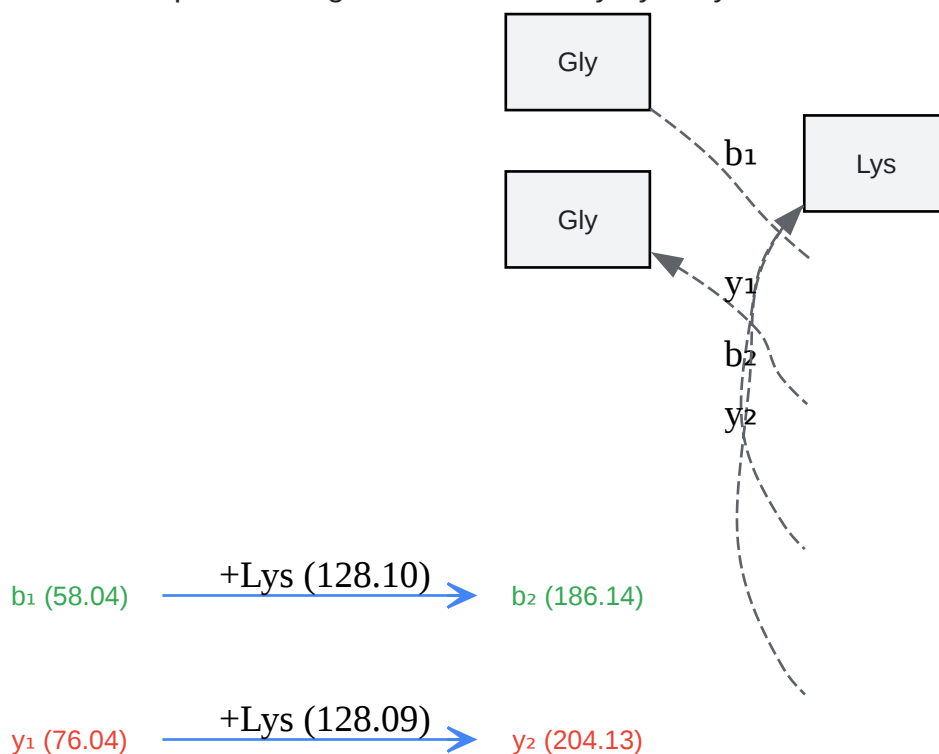 Gly
b₁
Lys
Gly
y₁
b₂
y₂
b₁ (58.04)
+Lys (128.10)
b₂ (186.14)
y₁ (76.04)
+Lys (128.09)
y₂ (204.13)